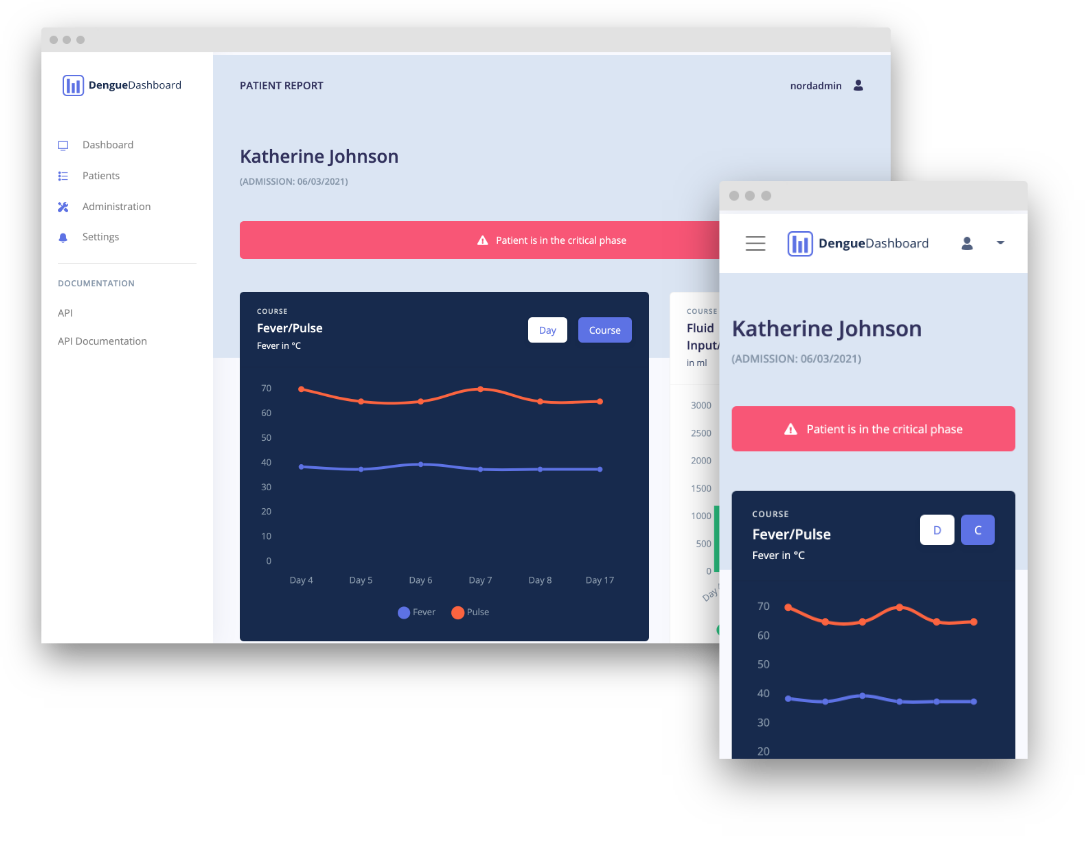 DengueDashboard
Dashboard
Patients
Administration
Settings
DOCUMENTATION
API
API Documentation
PATIENT REPORT
nordadmin
Katherine Johnson
(ADMISSION: 06/03/2021)
Patient is in the critical phase
COURSE
Fever/Pulse
Fever in °C
Day
Course
70
60
50
40
30
20
10
0
Day 4
Day 5
Day 6
Day 7
Day 8
Day 17
Fever
Pulse
COURSE
Fluid
Input/
in ml
3000
2500
2000
1500
1000
500
0
Day
DengueDashboard
Katherine Johnson
(ADMISSION: 06/03/2021)
Patient is in the critical phase
COURSE
Fever/Pulse
Fever in °C
D
C
70
60
50
40
30
20